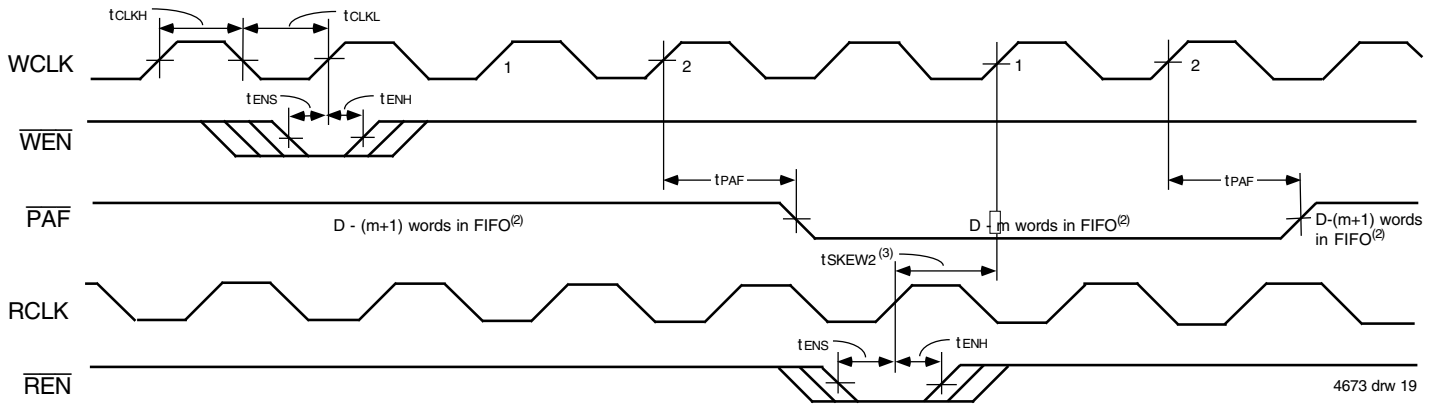 tCLKH tCLKL
WCLK 1 2 1 2
tENS tENH
WEN
tPAF tPAF
PAF D - (m+1) words in FIFO(2) D - m words in FIFO(2) D-(m+1) words
in FIFO(2)
tSKEW2(3)
RCLK
tENS tENH
REN
4673 drw 19